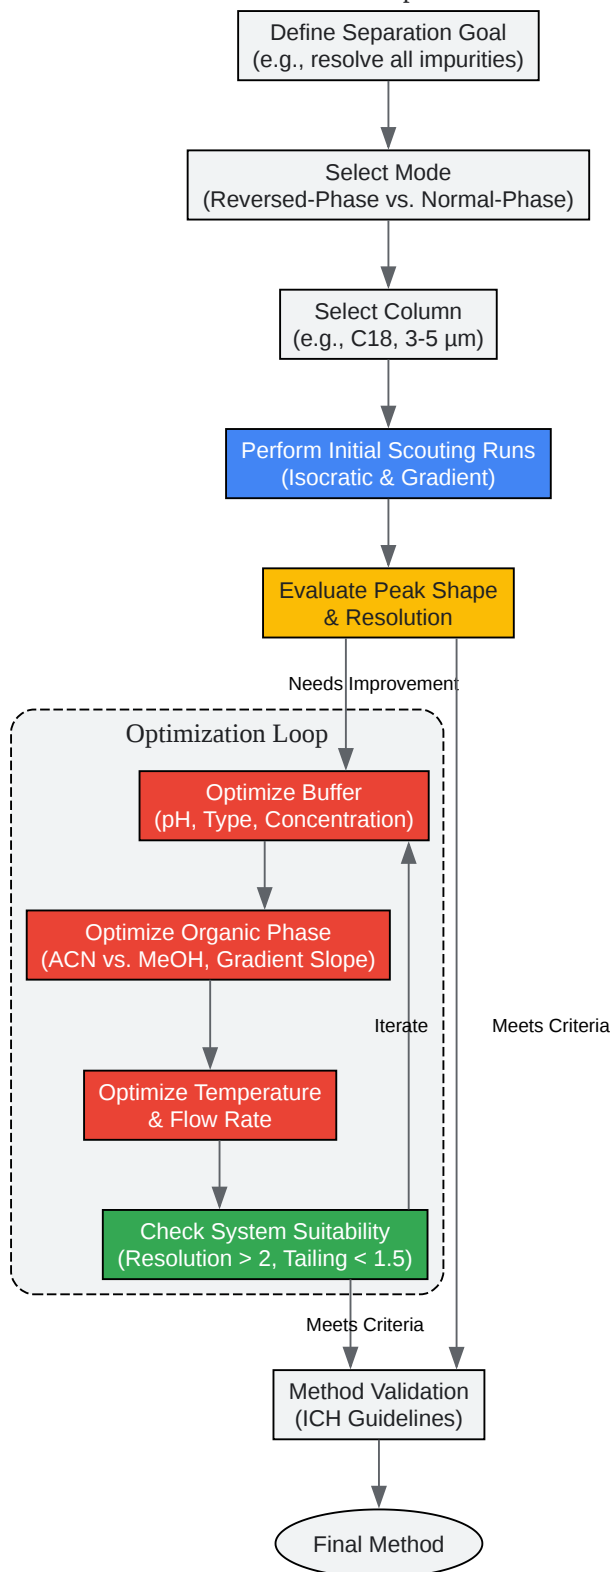 Define Separation Goal
(e.g., resolve all impurities)
Select Mode
(Reversed-Phase vs. Normal-Phase)
Select Column
(e.g., C18, 3-5 µm)
Perform Initial Scouting Runs
(Isocratic & Gradient)
Evaluate Peak Shape
& Resolution
Needs Improvement
Optimization Loop
Optimize Buffer
(pH, Type, Concentration)
Optimize Organic Phase
(ACN vs. MeOH, Gradient Slope)
Iterate
Meets Criteria
Optimize Temperature
& Flow Rate
Check System Suitability
(Resolution > 2, Tailing < 1.5)
Meets Criteria
Method Validation
(ICH Guidelines)
Final Method